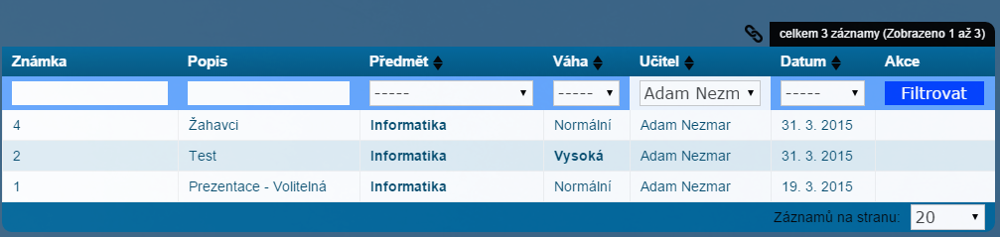 celkem 3 záznamy (Zobrazeno 1 až 3)
Známka Popis Předmět Váha Učitel Datum Akce
----- ----- Adam Nezm ----- Filtrovat
4 Žahavci Informatika Normální Adam Nezmar 31. 3. 2015
2 Test Informatika Vysoká Adam Nezmar 31. 3. 2015
1 Prezentace - Volitelná Informatika Normální Adam Nezmar 19. 3. 2015
Záznamů na stranu: 20